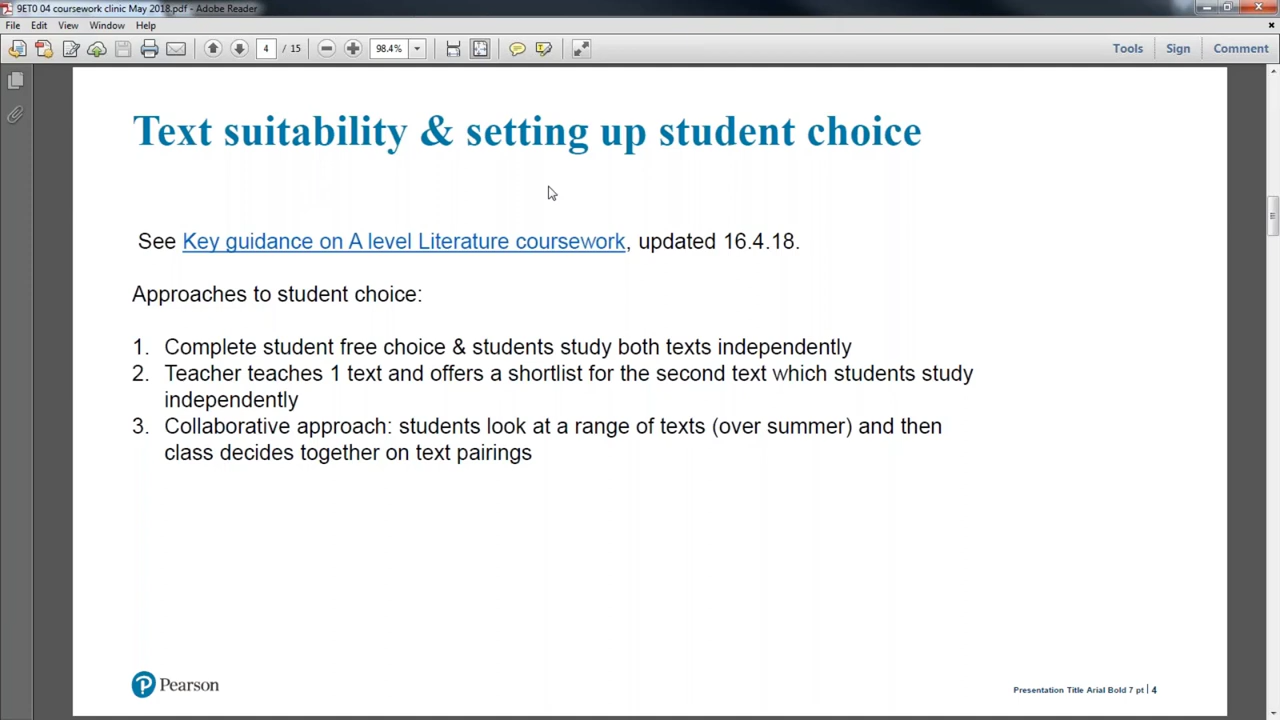 9ET0 04 coursework clinic May 2018.pdf - Adobe Reader
File Edit View Window Help
4 / 15 98.4% Tools Sign Comment
Text suitability & setting up student choice
See Key guidance on A level Literature coursework, updated 16.4.18.
Approaches to student choice:
1. Complete student free choice & students study both texts independently
2. Teacher teaches 1 text and offers a shortlist for the second text which students study
independently
3. Collaborative approach: students look at a range of texts (over summer) and then
class decides together on text pairings
Pearson
Presentation Title Arial Bold 7 pt | 4